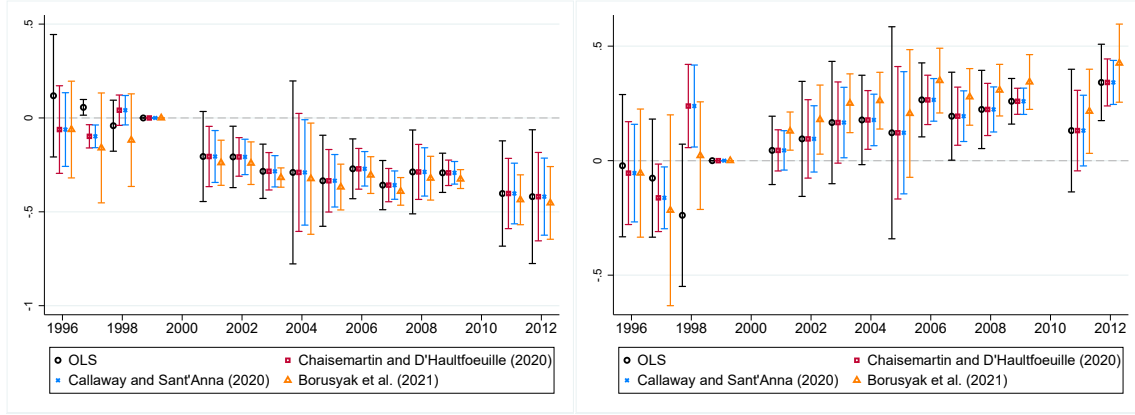 .5
0
-.5
-1
1996 1998 2000 2002 2004 2006 2008 2010 2012
OLS Chaisemartin and D'Haultfoeuille (2020)
Callaway and Sant'Anna (2020) Borusyak et al. (2021)
.5
0
-.5
1996 1998 2000 2002 2004 2006 2008 2010 2012
OLS Chaisemartin and D'Haultfoeuille (2020)
Callaway and Sant'Anna (2020) Borusyak et al. (2021)